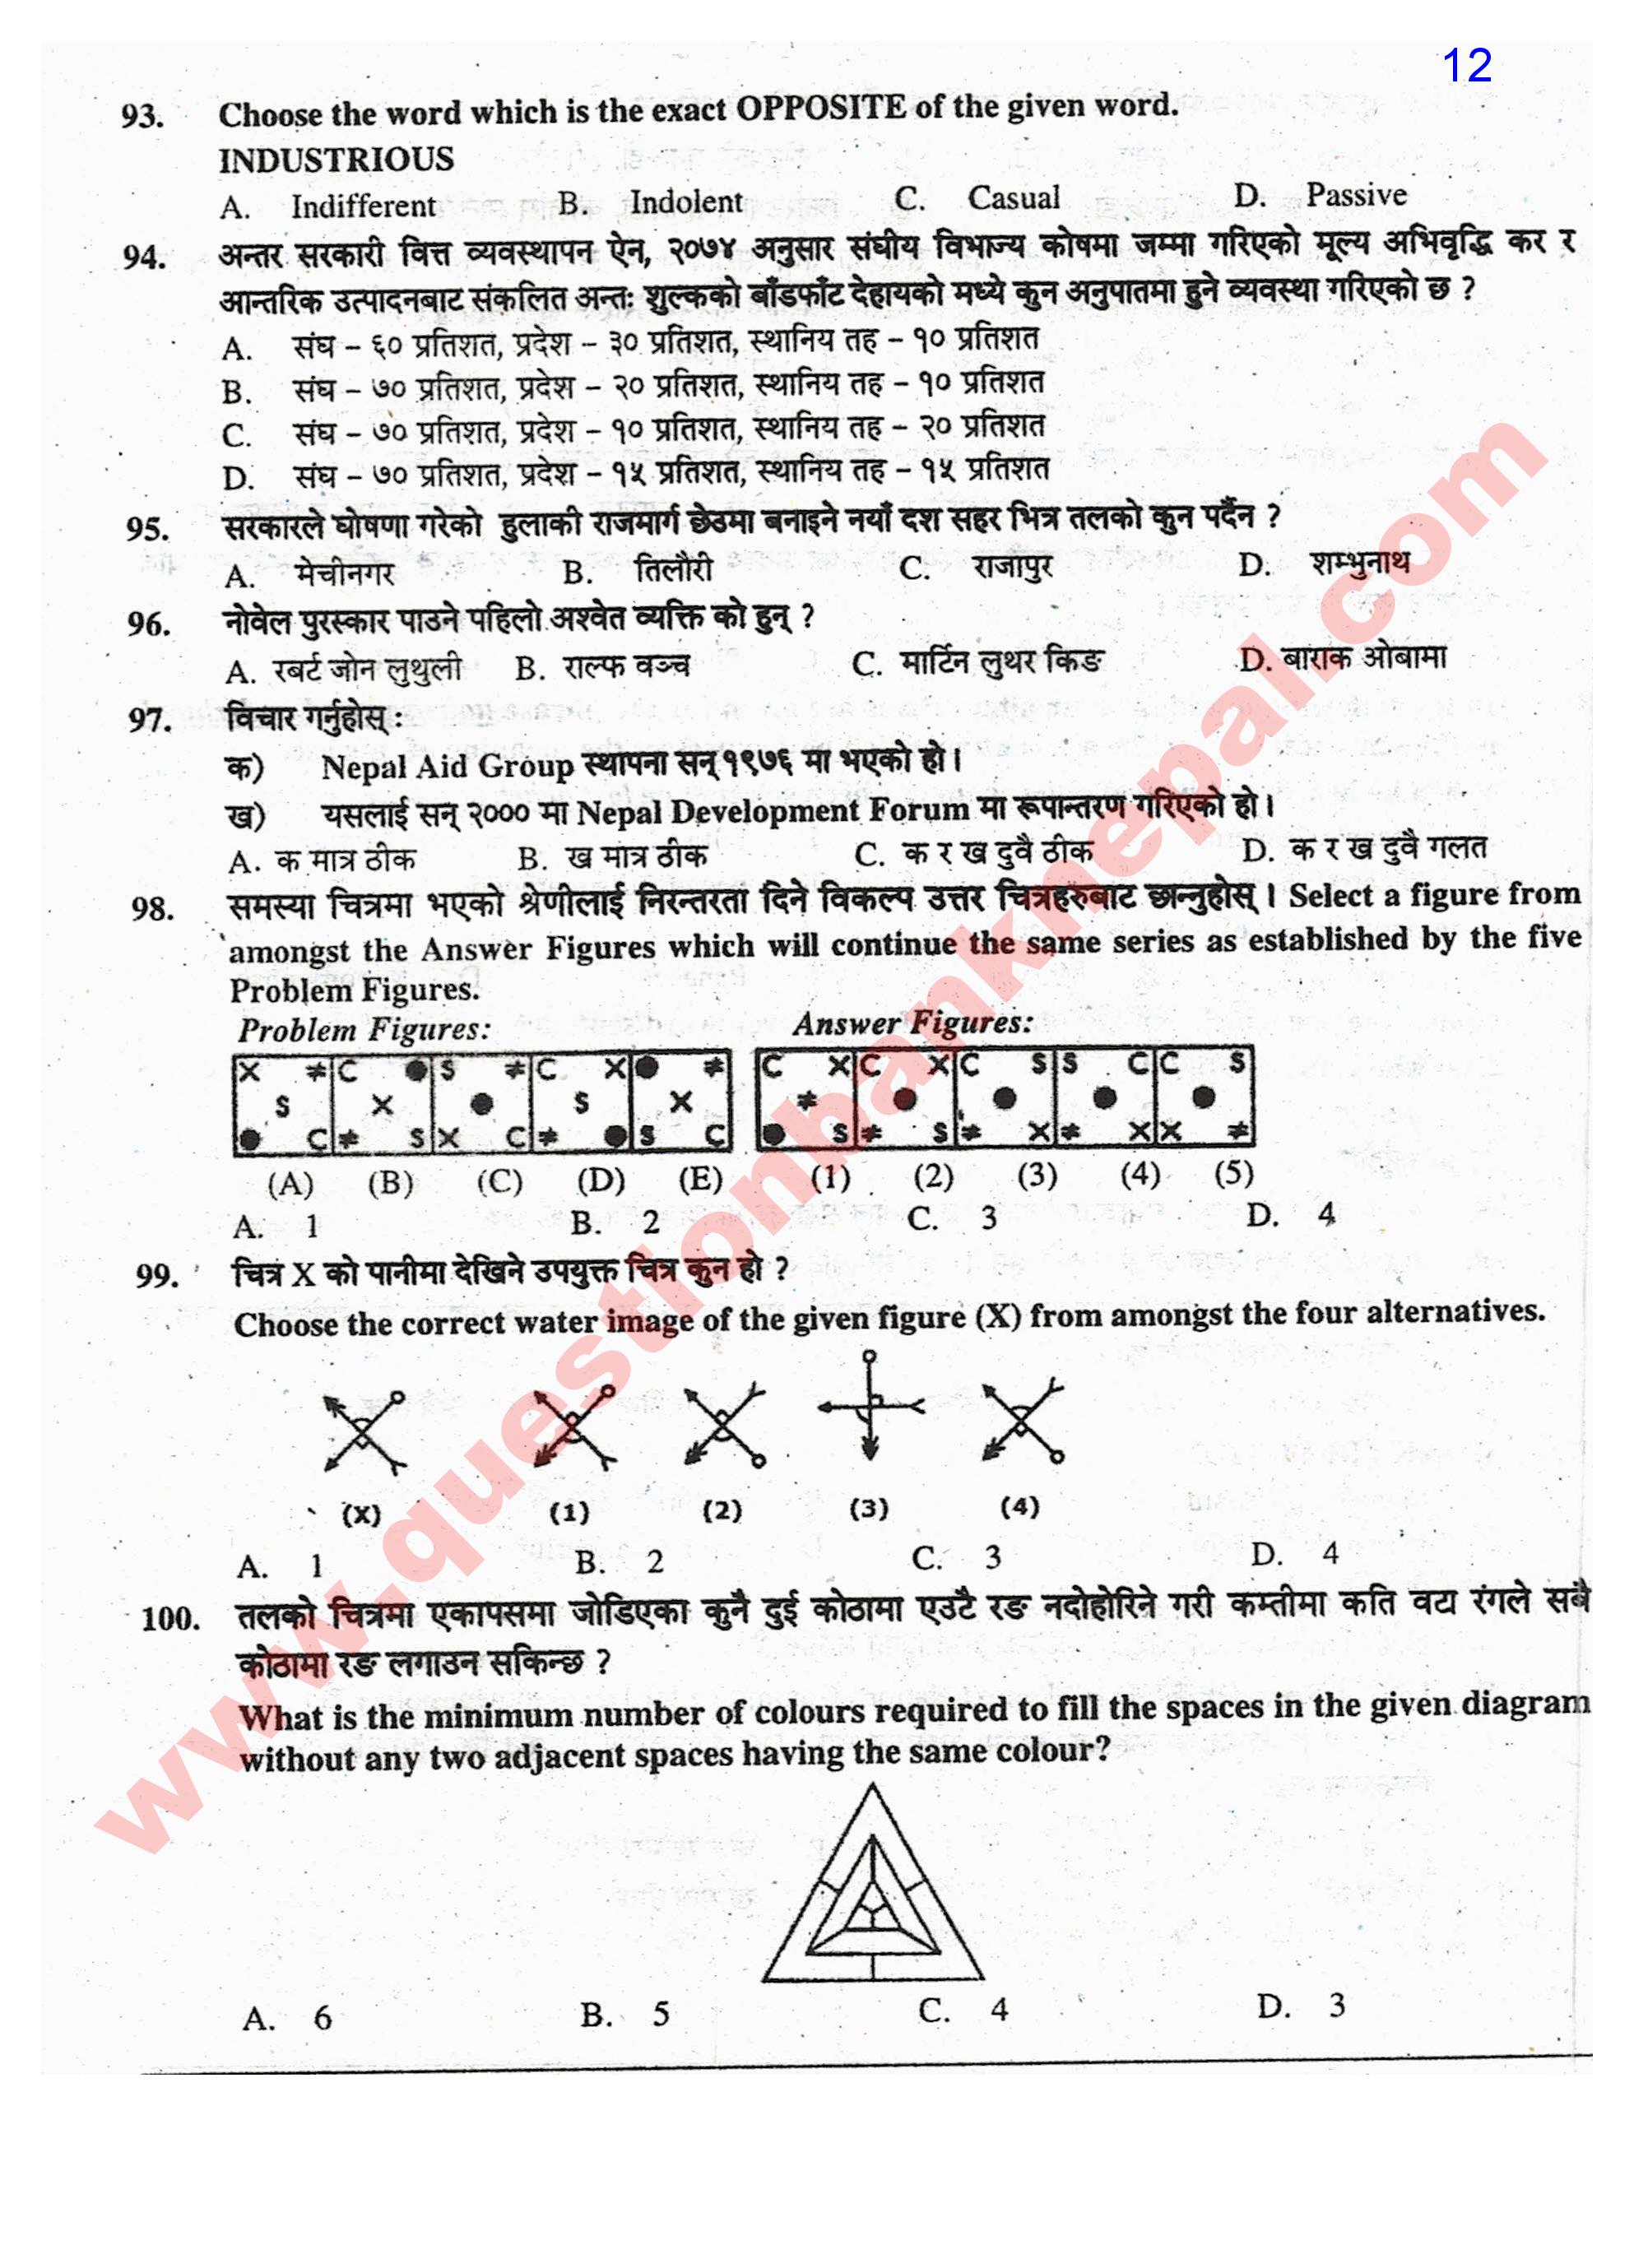 12
93. Choose the word which is the exact OPPOSITE of the given word.
INDUSTRIOUS
A. Indifferent B. Indolent C. Casual D. Passive
94. अन्तर सरकारी वित्त व्यवस्थापन ऐन, २०७४ अनुसार संघीय विभाज्य कोषमा जम्मा गरिएको मूल्य अभिवृद्धि कर र
आन्तरिक उत्पादनबाट संकलित अन्तः शुल्कको बाँडफाँट देहायको मध्ये कुन अनुपातमा हुने व्यवस्था गरिएको छ ?
A. संघ – ६० प्रतिशत, प्रदेश – ३० प्रतिशत, स्थानिय तह – १० प्रतिशत
B. संघ – ७० प्रतिशत, प्रदेश – २० प्रतिशत, स्थानिय तह – १० प्रतिशत
C. संघ – ७० प्रतिशत, प्रदेश – १० प्रतिशत, स्थानिय तह – २० प्रतिशत
D. संघ – ७० प्रतिशत, प्रदेश – १५ प्रतिशत, स्थानिय तह – १५ प्रतिशत
95. सरकारले घोषणा गरेको हुलाकी राजमार्ग छेउमा बनाइने नयाँ दश सहर भित्र तलको कुन पर्दैन ?
A. मेचीनगर B. तिलौरी C. राजापुर D. शम्भुनाथ
96. नोवेल पुरस्कार पाउने पहिलो अश्वेत व्यक्ति को हुन् ?
A. रबर्ट जोन लुथुली B. राल्फ वञ्च C. मार्टिन लुथर किङ D. बाराक ओबामा
97. विचार गर्नुहोस् :
क) Nepal Aid Group स्थापना सन् १९७६ मा भएको हो।
ख) यसलाई सन् २००० मा Nepal Development Forum मा रूपान्तरण गरिएको हो।
A. क मात्र ठीक B. ख मात्र ठीक C. क र ख दुवै ठीक D. क र ख दुवै गलत
98. समस्या चित्रमा भएको श्रेणीलाई निरन्तरता दिने विकल्प उत्तर चित्रहरुबाट छान्नुहोस् । Select a figure from
amongst the Answer Figures which will continue the same series as established by the five
Problem Figures.
Problem Figures: Answer Figures:
X ≠ C ● S ≠ C X ● ≠ C X C X C S S C C S
S X ● S X ≠ ● ● ● ●
● C ≠ S X C ≠ ● S C ● S ≠ S ≠ X ≠ X X ≠
(A) (B) (C) (D) (E) (1) (2) (3) (4) (5)
A. 1 B. 2 C. 3 D. 4
99. चित्र X को पानीमा देखिने उपयुक्त चित्र कुन हो ?
Choose the correct water image of the given figure (X) from amongst the four alternatives.
(X) (1) (2) (3) (4)
A. 1 B. 2 C. 3 D. 4
100. तलको चित्रमा एकापसमा जोडिएका कुनै दुई कोठामा एउटै रङ नदोहोरिने गरी कम्तीमा कति वटा रंगले सबै
कोठामा रङ लगाउन सकिन्छ ?
What is the minimum number of colours required to fill the spaces in the given diagram
without any two adjacent spaces having the same colour?
A. 6 B. 5 C. 4 D. 3
www.questionbanknepal.com